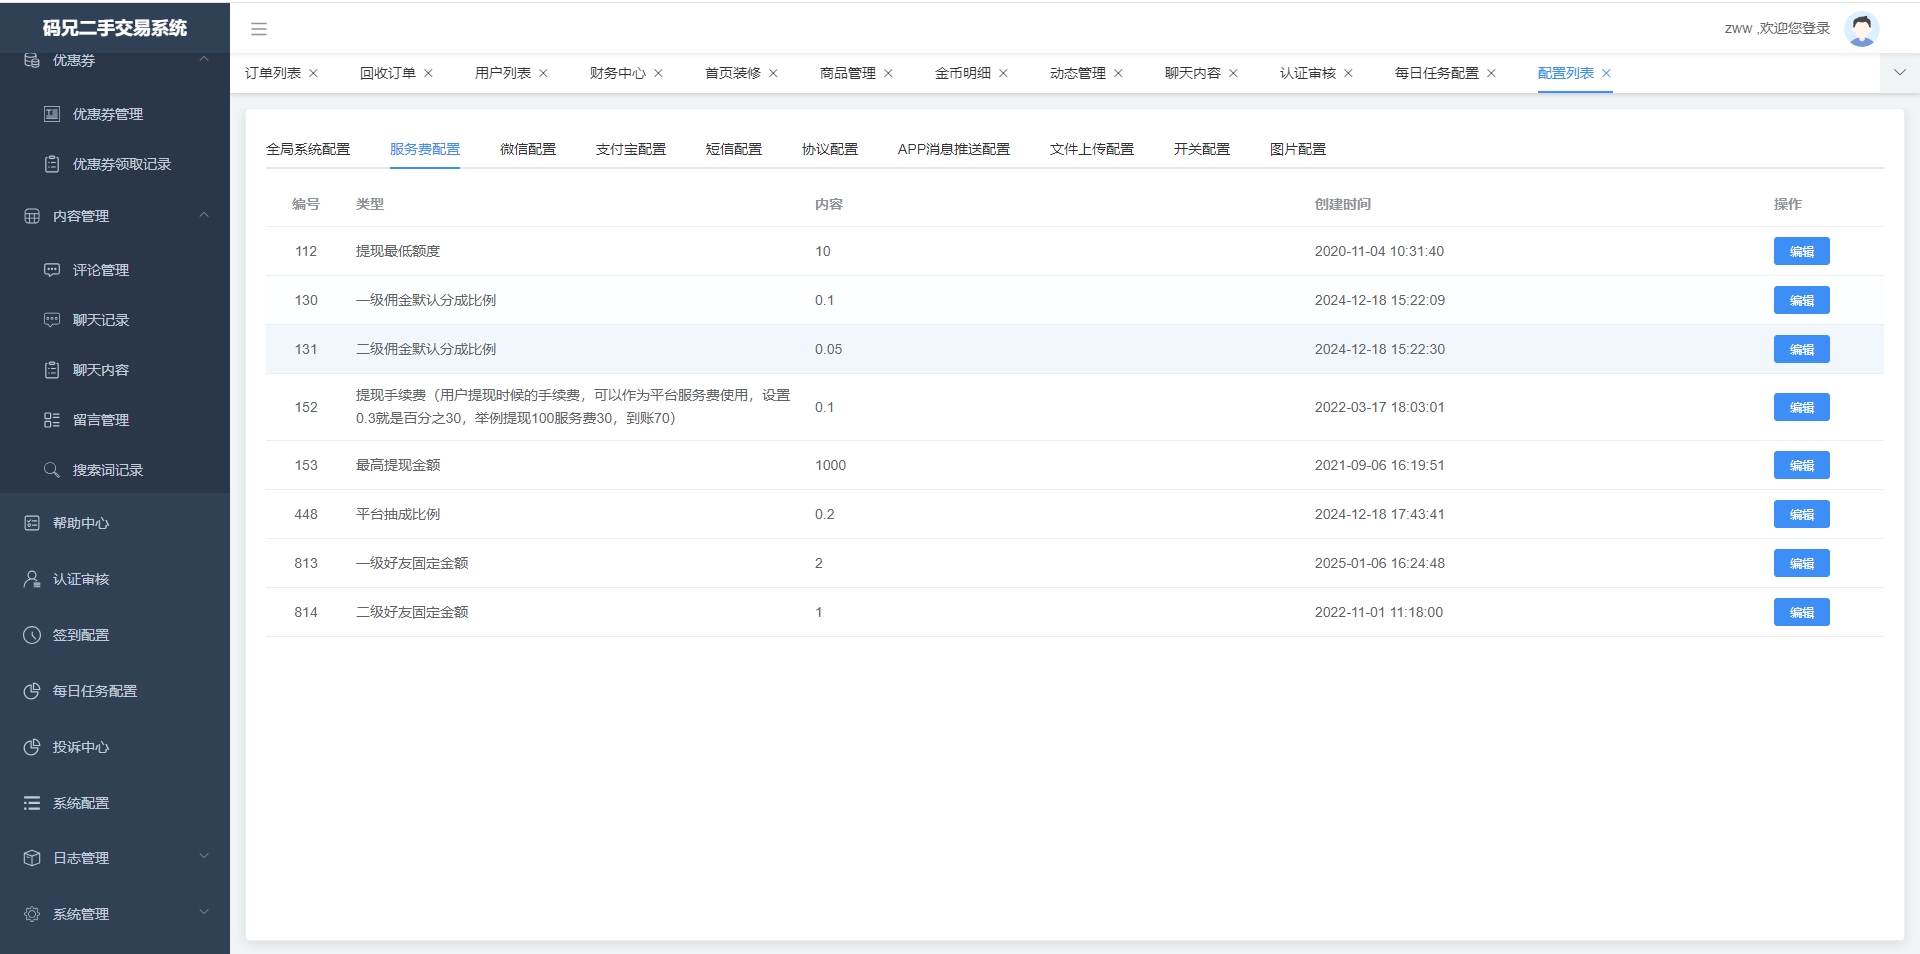 码兄二手交易系统
zww ,欢迎您登录
优惠券
优惠券管理
优惠券领取记录
内容管理
评论管理
聊天记录
聊天内容
留言管理
搜索词记录
帮助中心
认证审核
签到配置
每日任务配置
投诉中心
系统配置
日志管理
系统管理
订单列表 回收订单 用户列表 财务中心 首页装修 商品管理 金币明细 动态管理 聊天内容 认证审核 每日任务配置 配置列表
全局系统配置 服务费配置 微信配置 支付宝配置 短信配置 协议配置 APP消息推送配置 文件上传配置 开关配置 图片配置
编号 类型 内容 创建时间 操作
112 提现最低额度 10 2020-11-04 10:31:40 编辑
130 一级佣金默认分成比例 0.1 2024-12-18 15:22:09 编辑
131 二级佣金默认分成比例 0.05 2024-12-18 15:22:30 编辑
152 提现手续费（用户提现时候的手续费，可以作为平台服务费使用，设置
0.3就是百分之30，举例提现100服务费30，到账70） 0.1 2022-03-17 18:03:01 编辑
153 最高提现金额 1000 2021-09-06 16:19:51 编辑
448 平台抽成比例 0.2 2024-12-18 17:43:41 编辑
813 一级好友固定金额 2 2025-01-06 16:24:48 编辑
814 二级好友固定金额 1 2022-11-01 11:18:00 编辑